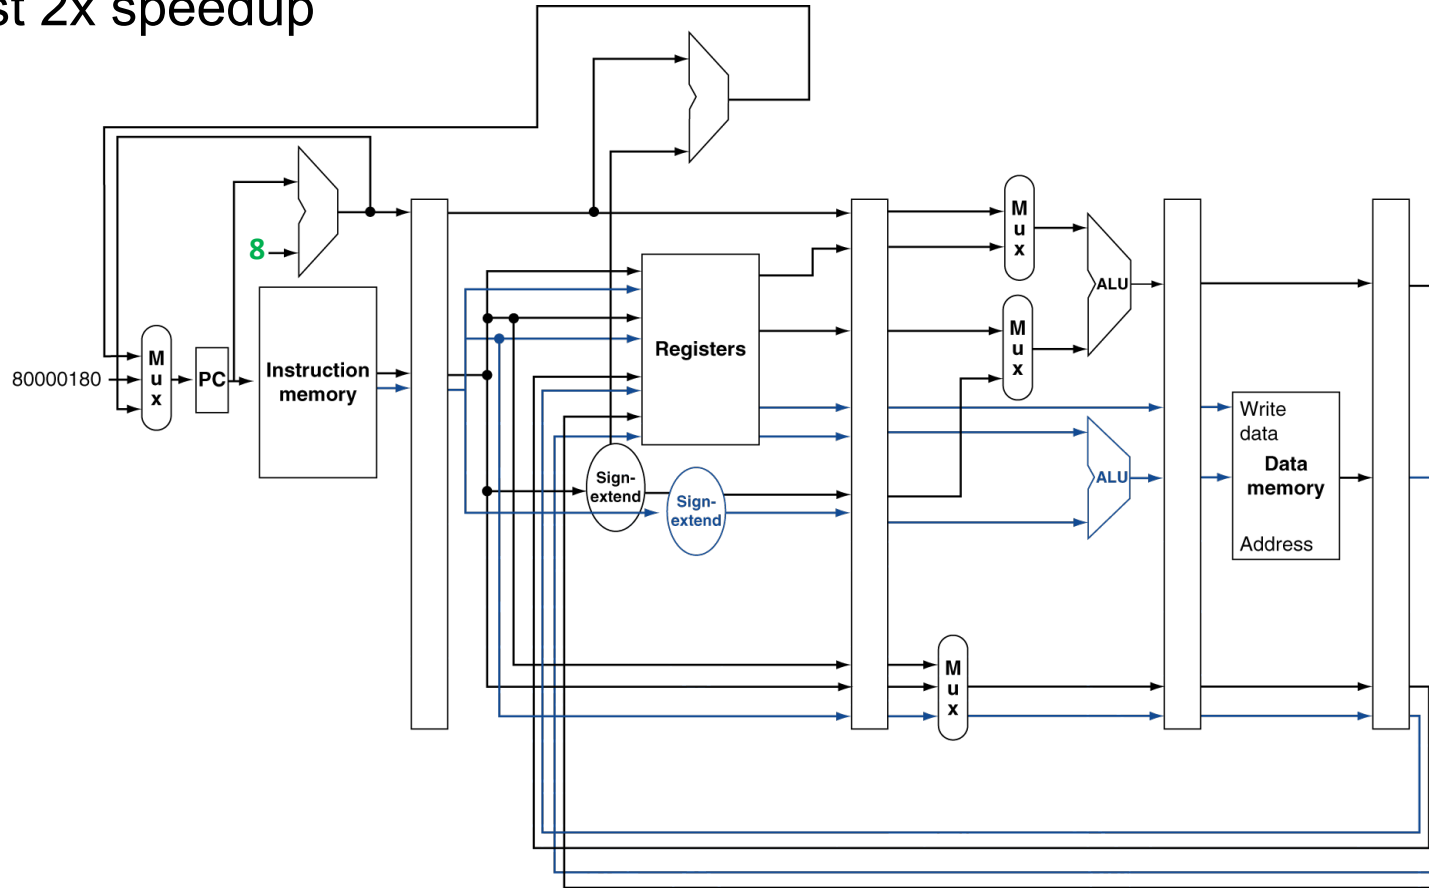 st 2x speedup
8
80000180
M
u
x
PC
Instruction
memory
Registers
Sign-
extend
Sign-
extend
M
u
x
M
u
x
ALU
ALU
M
u
x
Write
data
Data
memory
Address